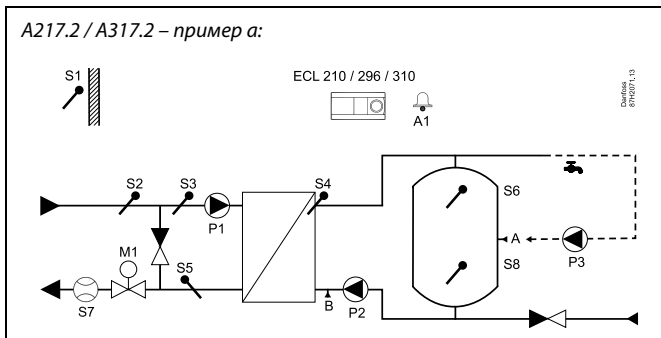 A217.2 / A317.2 – пример a:
S1
ECL 210 / 296 / 310
A1
Danfoss
87H2071.13
S2
S3
S4
S6
P1
A
P3
M1
S5
S8
S7
B
P2